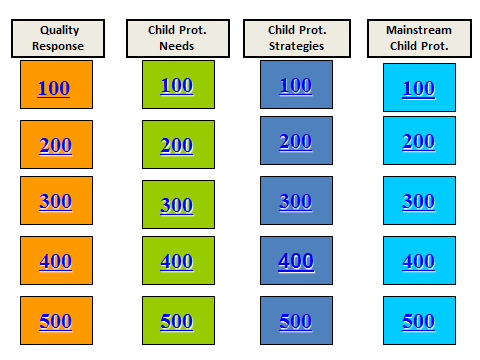 Quality
Response
Child Prot.
Needs
Child Prot.
Strategies
Mainstream
Child Prot.
100 100 100 100
200 200 200 200
300 300 300 300
400 400 400 400
500 500 500 500